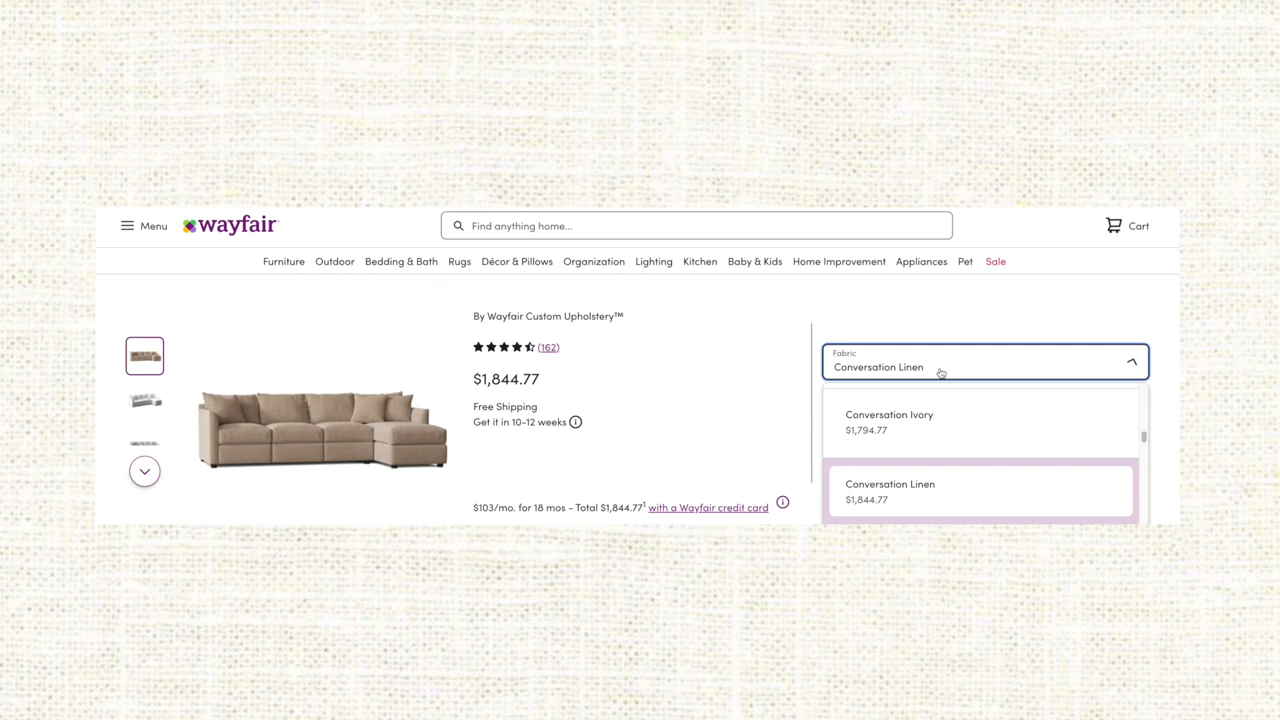 Menu
wayfair
Find anything home...
Cart
Furniture Outdoor Bedding & Bath Rugs Décor & Pillows Organization Lighting Kitchen Baby & Kids Home Improvement Appliances Pet Sale
By Wayfair Custom Upholstery™
(162)
$1,844.77
Free Shipping
Get it in 10-12 weeks
$103/mo. for 18 mos - Total $1,844.77¹ with a Wayfair credit card
Fabric
Conversation Linen
Conversation Ivory
$1,794.77
Conversation Linen
$1,844.77